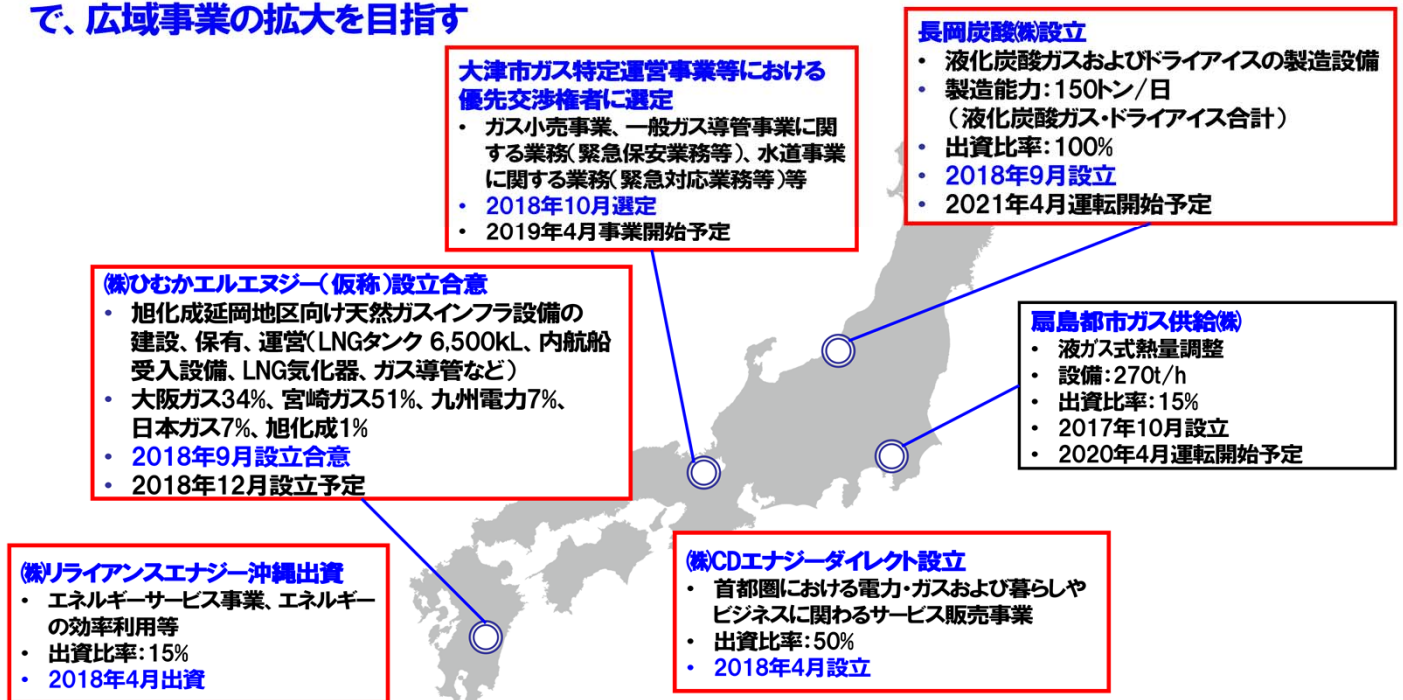 で、広域事業の拡大を目指す
大津市ガス特定運営事業等における
優先交渉権者に選定
• ガス小売事業、一般ガス導管事業に関
する業務(緊急保安業務等)、水道事業
に関する業務(緊急対応業務等)等
• 2018年10月選定
• 2019年4月事業開始予定
長岡炭酸㈱設立
• 液化炭酸ガスおよびドライアイスの製造設備
• 製造能力:150トン/日
(液化炭酸ガス・ドライアイス合計)
• 出資比率:100%
• 2018年9月設立
• 2021年4月運転開始予定
㈱ひむかエルエヌジー(仮称)設立合意
• 旭化成延岡地区向け天然ガスインフラ設備の
建設、保有、運営(LNGタンク 6,500kL、内航船
受入設備、LNG気化器、ガス導管など)
• 大阪ガス34%、宮崎ガス51%、九州電力7%、
日本ガス7%、旭化成1%
• 2018年9月設立合意
• 2018年12月設立予定
扇島都市ガス供給㈱
• 液ガス式熱量調整
• 設備:270t/h
• 出資比率:15%
• 2017年10月設立
• 2020年4月運転開始予定
㈱リライアンスエナジー沖縄出資
• エネルギーサービス事業、エネルギー
の効率利用等
• 出資比率:15%
• 2018年4月出資
㈱CDエナジーダイレクト設立
• 首都圏における電力・ガスおよび暮らしや
ビジネスに関わるサービス販売事業
• 出資比率:50%
• 2018年4月設立